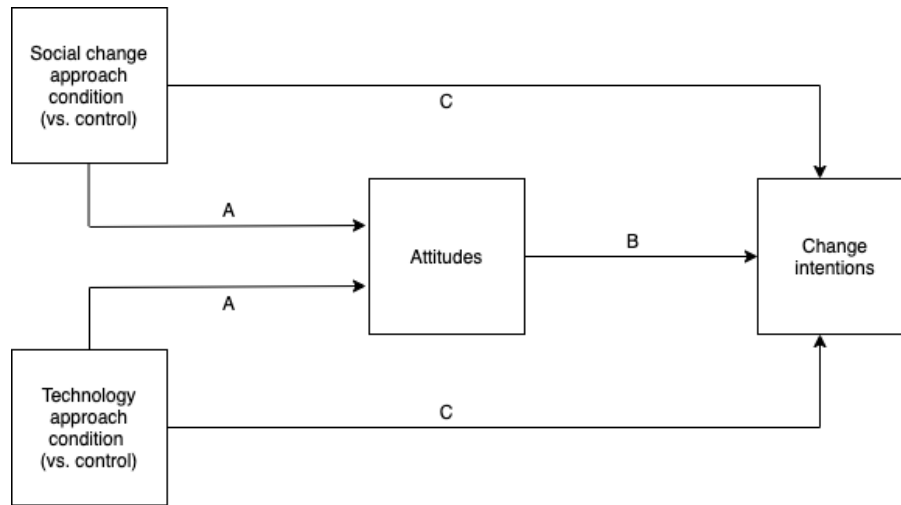 Social change
approach
condition
(vs. control)
C
A
Attitudes
B
Change
intentions
A
Technology
approach
condition
(vs. control)
C